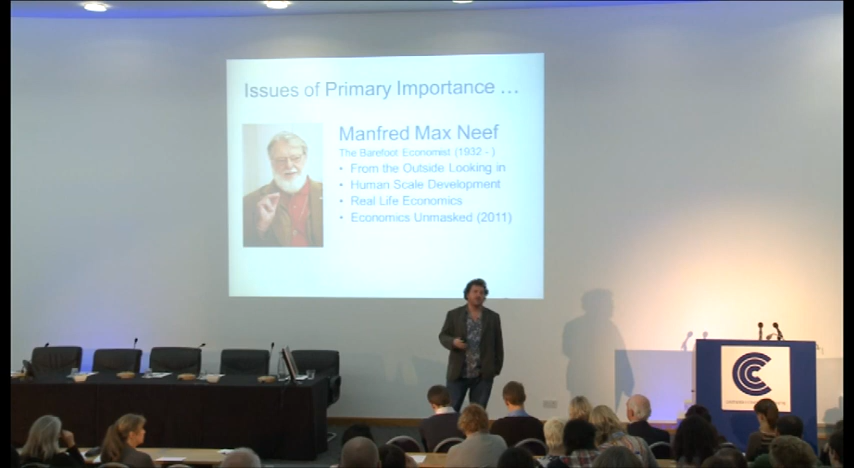 Issues of Primary Importance ...
Manfred Max Neef
The Barefoot Economist (1932 - )
• From the Outside Looking in
• Human Scale Development
• Real Life Economics
• Economics Unmasked (2011)